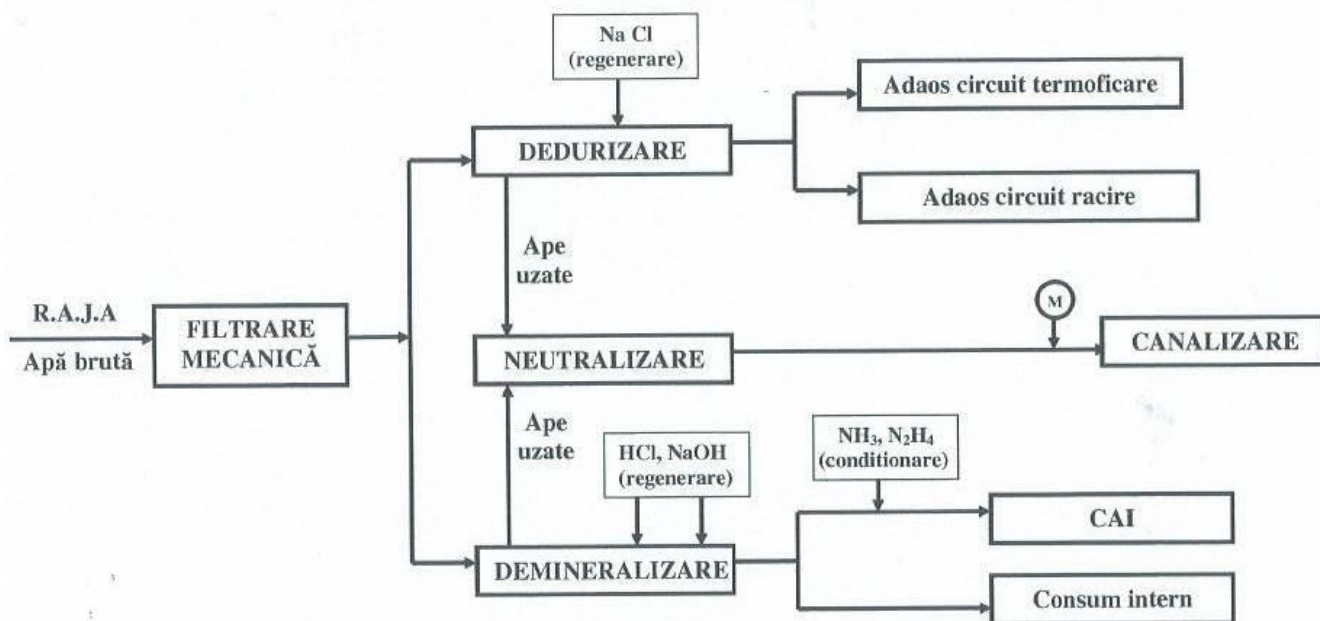 Na Cl
(regenerare)
Adaos circuit termoficare
DEDURIZARE
Adaos circuit racire
Ape
uzate
R.A.J.A
Apă brută
FILTRARE
MECANICĂ
NEUTRALIZARE
M
CANALIZARE
Ape
uzate
HCl, NaOH
(regenerare)
NH₃, N₂H₄
(conditionare)
CAI
DEMINERALIZARE
Consum intern